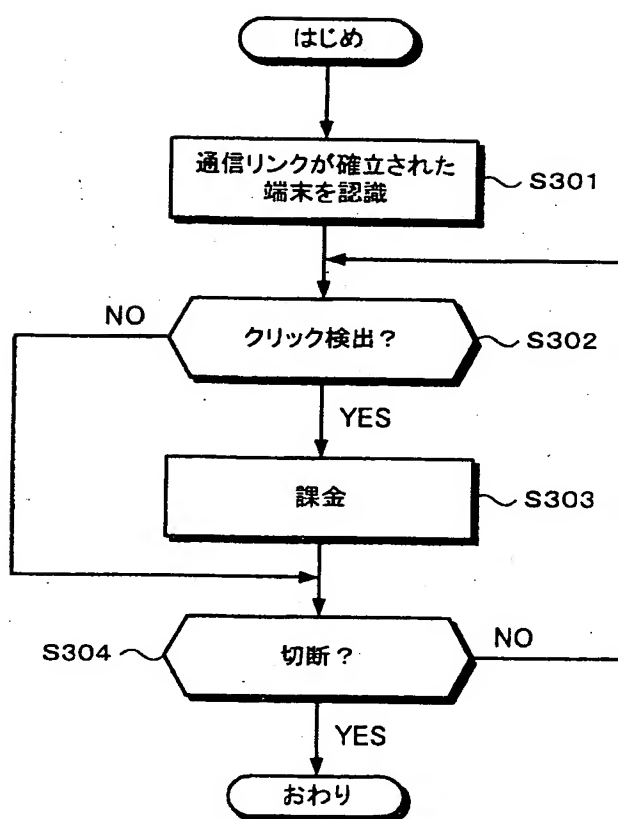 はじめ
通信リンクが確立された
端末を認識
S301
NO
クリック検出？
S302
YES
課金
S303
S304
切断？
NO
YES
おわり